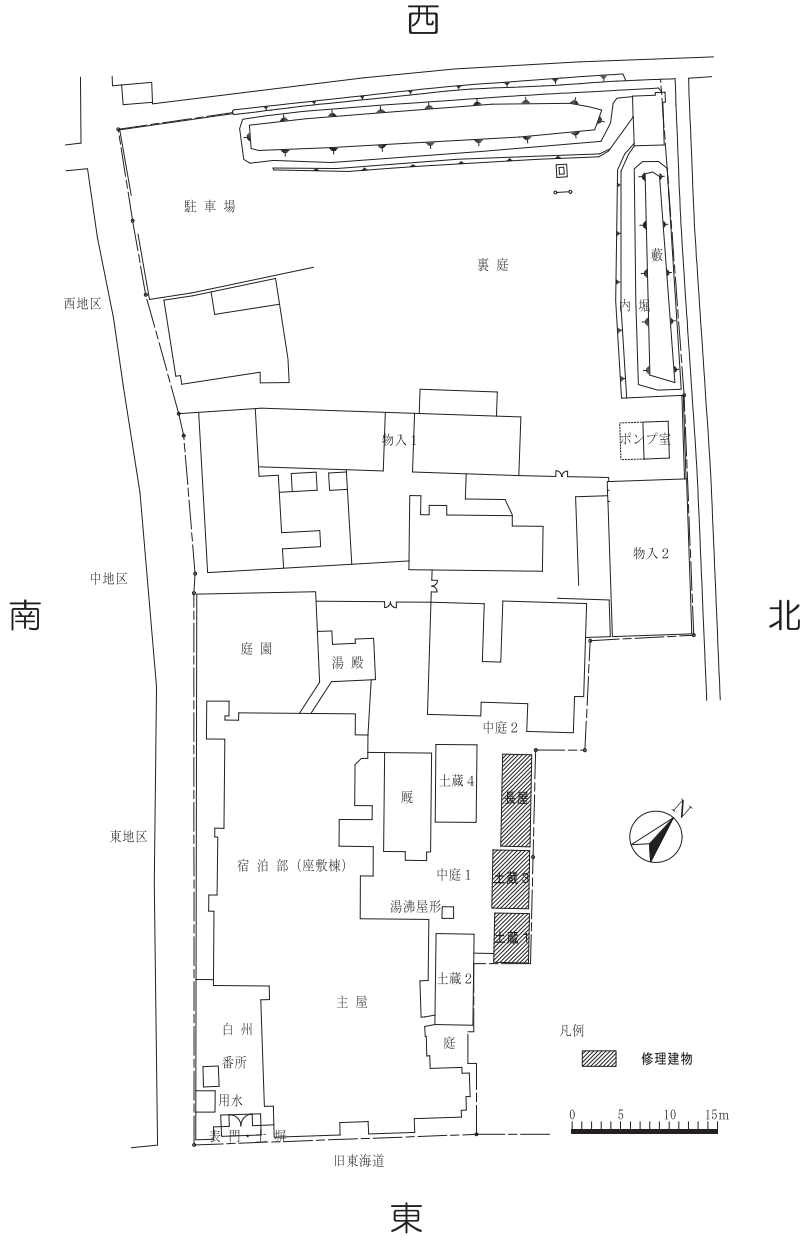 西
駐車場
裏庭
藪
西地区
内堀
物入1
ポンプ室
物入2
中地区
南
北
庭園
湯殿
中庭2
土蔵4
長屋
厩
N
東地区
宿泊部（座敷棟）
中庭1
土蔵3
湯沸屋形
土蔵1
土蔵2
主屋
白州
庭
凡例
番所
修理建物
用水
0 5 10 15m
表門・土塀
旧東海道
東